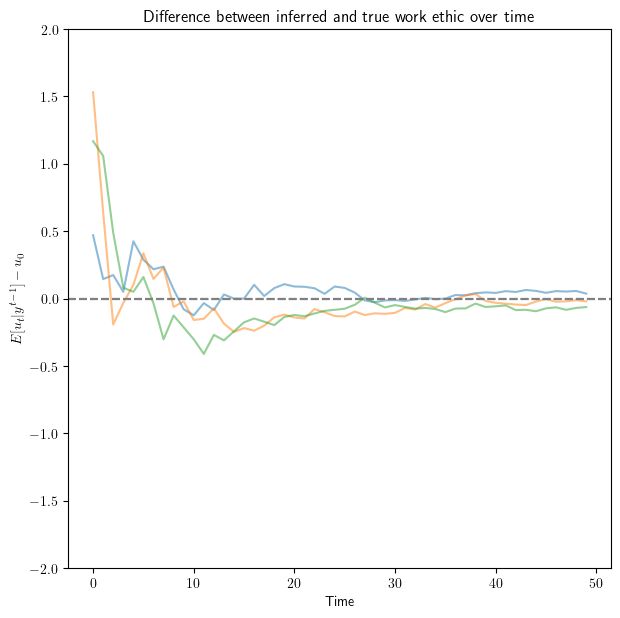 Difference between inferred and true work ethic over time
2.0
1.5
1.0
0.5
0.0
−0.5
−1.0
−1.5
−2.0
E[u_t|y^{t−1}] − u_0
0 10 20 30 40 50
Time